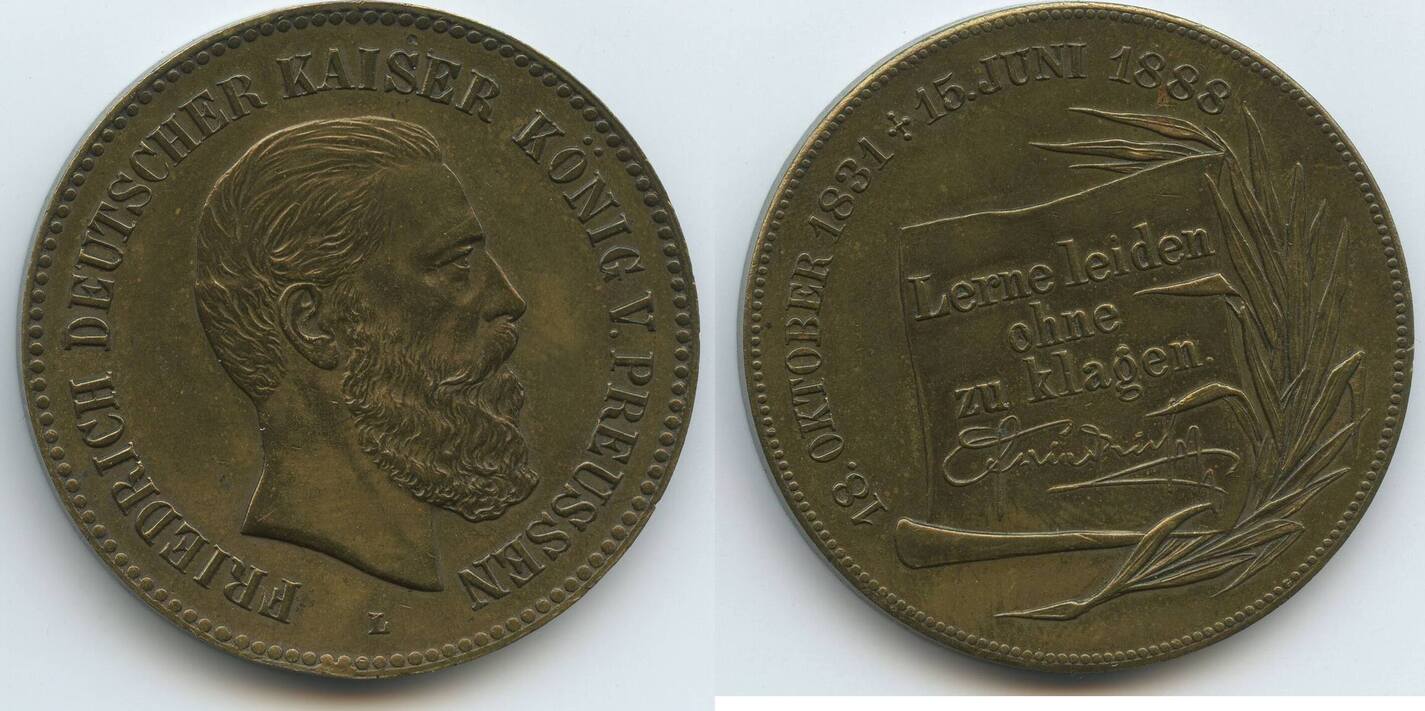 FRIEDRICH DEUTSCHER KAISER KÖNIG V. PREUSSEN
L
18. OKTOBER 1831 ✝ 15. JUNI 1888
Lerne leiden
ohne
zu klagen.
Friedrich